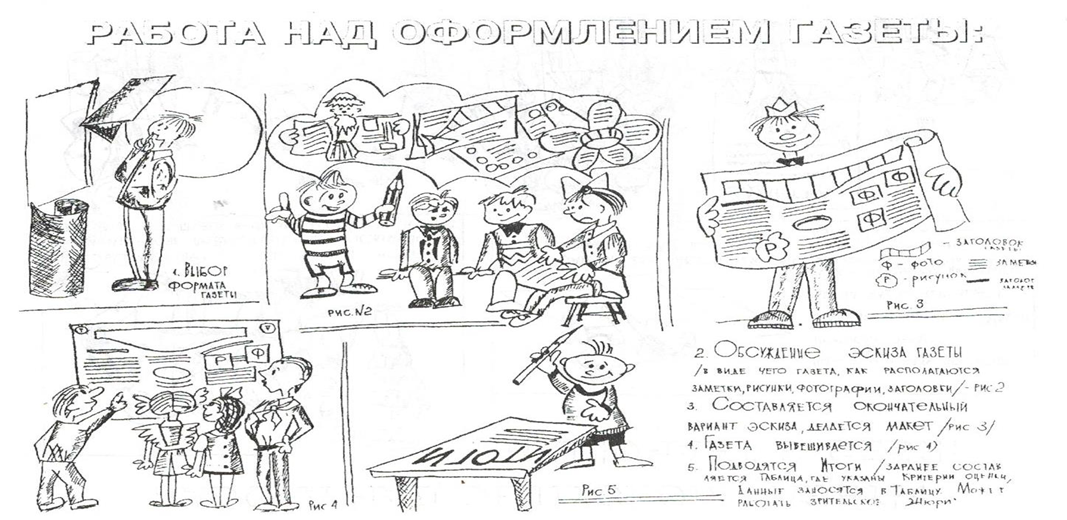 РАБОТА НАД ОФОРМЛЕНИЕМ ГАЗЕТЫ:
1. ВЫБОР
ФОРМАТА
ГАЗЕТЫ
РИС.№2
- ЗАГОЛОВОК
ГАЗЕТЫ
Ф - ФОТО
ЗАМЕТКИ
Р - РИСУНОК
Ф
Ф
Ф
Р
РИС. 3
Р
Ф
РИС 4
ИТОГИ
РИС 5
2. ОБСУЖДЕНИЕ ЭСКИЗА ГАЗЕТЫ
/В ВИДЕ ЧЕГО ГАЗЕТА, КАК РАСПОЛАГАЮТСЯ
ЗАМЕТКИ, РИСУНКИ, ФОТОГРАФИИ, ЗАГОЛОВКИ/- РИС 2
3. СОСТАВЛЯЕТСЯ ОКОНЧАТЕЛЬНЫЙ
ВАРИАНТ ЭСКИЗА, ДЕЛАЕТСЯ МАКЕТ /РИС 3/
4. ГАЗЕТА ВЫВЕШИВАЕТСЯ /РИС 4/
5. ПОДВОДЯТСЯ ИТОГИ /ЗАРАНЕЕ СОСТАВ
ЛЯЕТСЯ ТАБЛИЦА, ГДЕ УКАЗАНЫ КРИТЕРИИ ОЦЕНКИ,
ДАННЫЕ ЗАНОСЯТСЯ В ТАБЛИЦУ. МОЖЕТ
РАБОТАТЬ ЗРИТЕЛЬСКОЕ ЖЮРИ